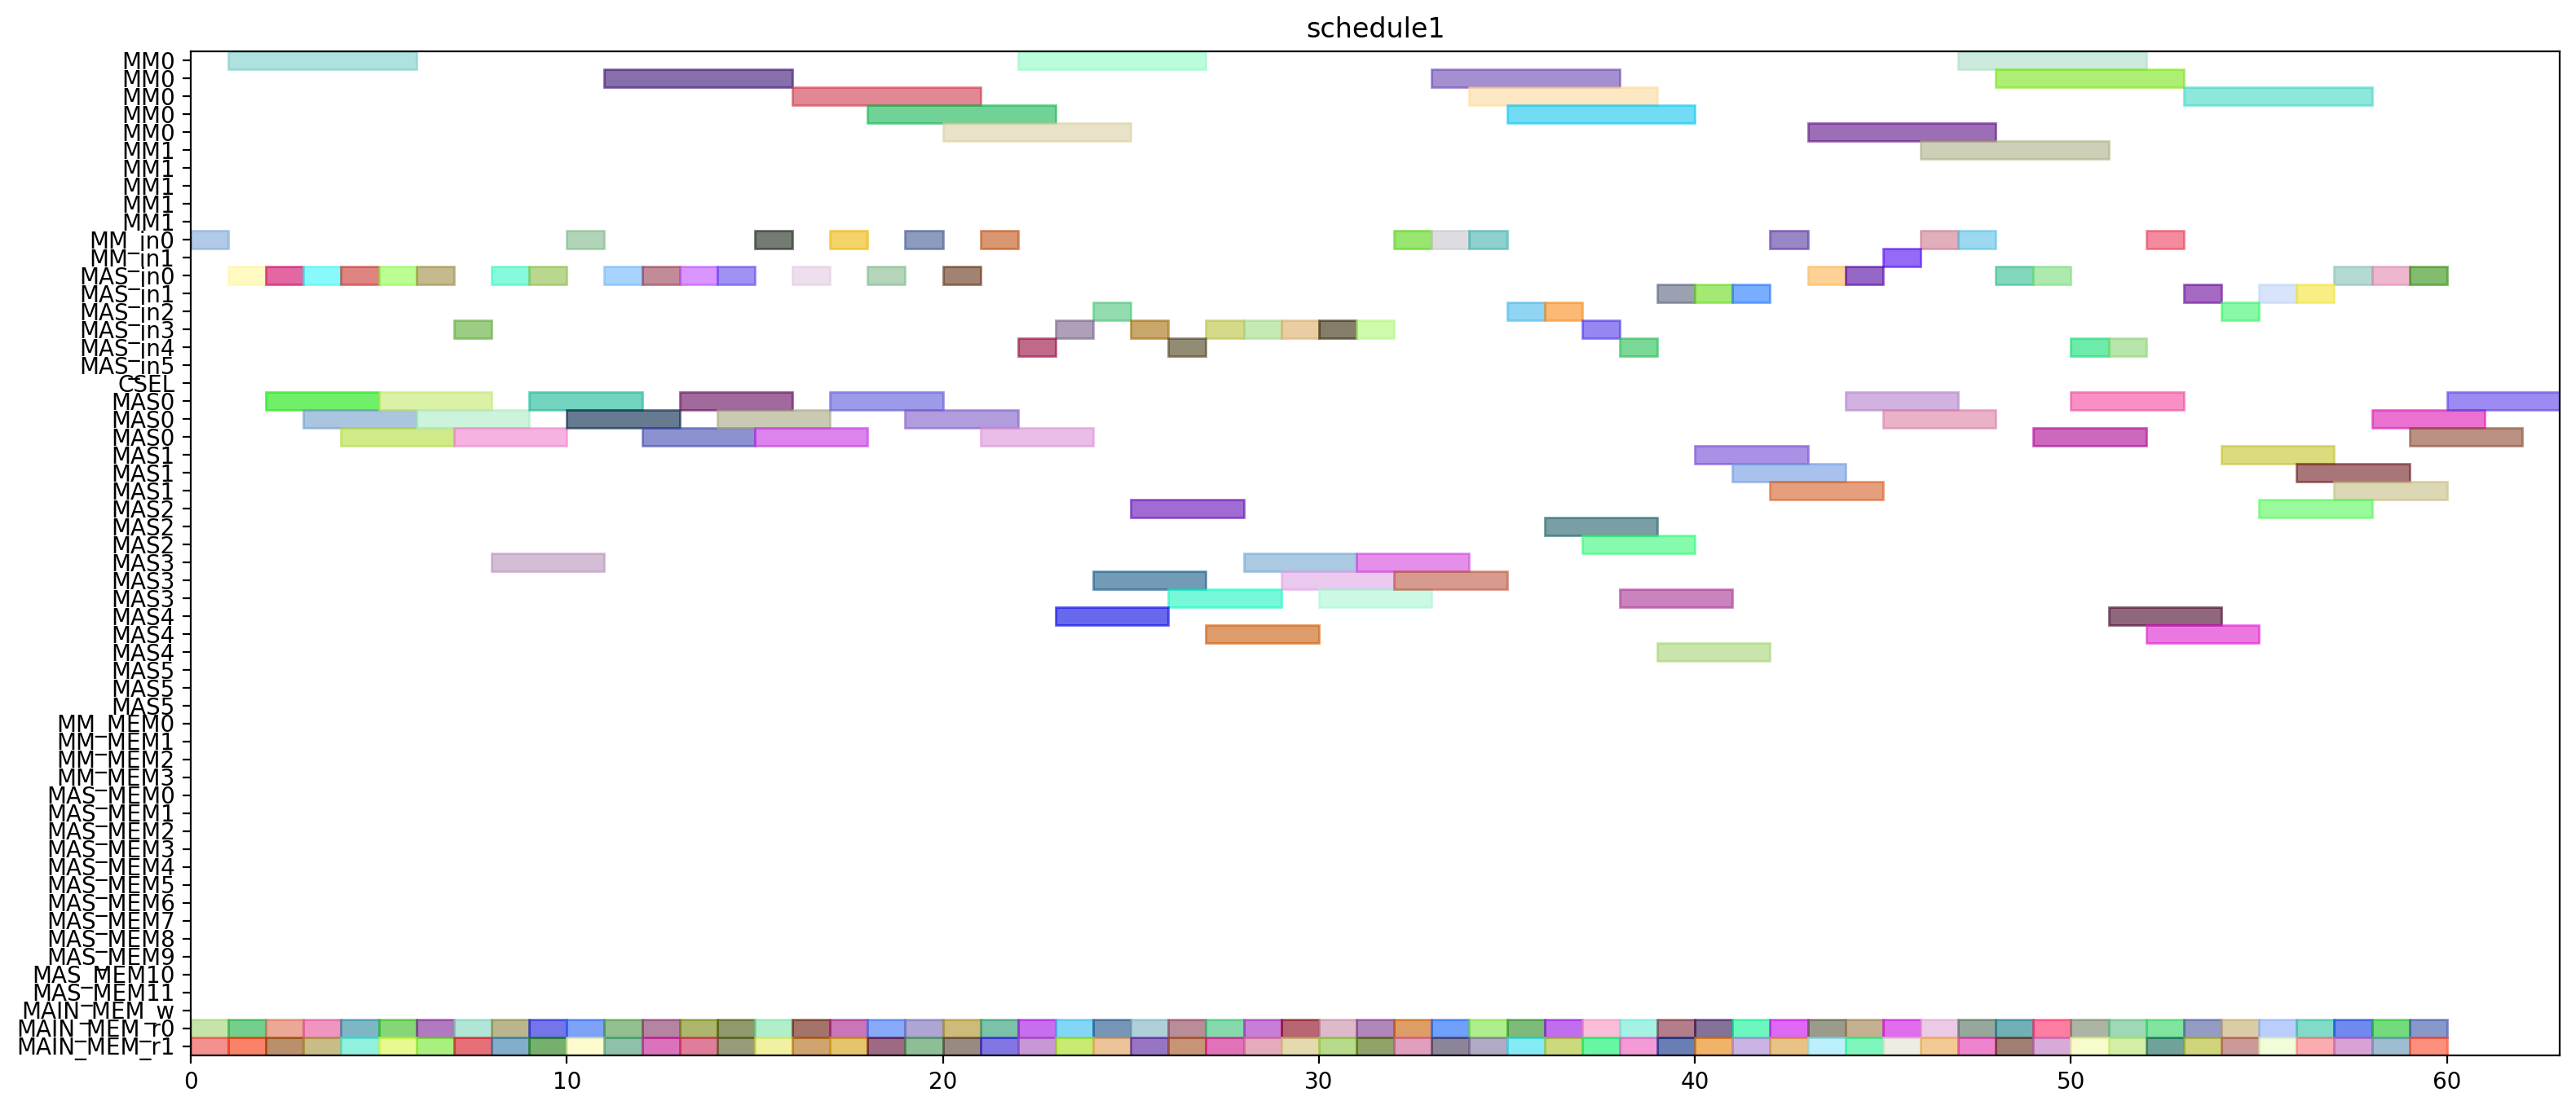 schedule1
MM0
MM0
MM0
MM0
MM0
MM1
MM1
MM1
MM1
MM1
MM_in0
MM_in1
MAS_in0
MAS_in1
MAS_in2
MAS_in3
MAS_in4
MAS_in5
CSEL
MAS0
MAS0
MAS0
MAS1
MAS1
MAS1
MAS2
MAS2
MAS2
MAS3
MAS3
MAS3
MAS4
MAS4
MAS4
MAS5
MAS5
MAS5
MM_MEM0
MM_MEM1
MM_MEM2
MM_MEM3
MAS_MEM0
MAS_MEM1
MAS_MEM2
MAS_MEM3
MAS_MEM4
MAS_MEM5
MAS_MEM6
MAS_MEM7
MAS_MEM8
MAS_MEM9
MAS_MEM10
MAS_MEM11
MAIN_MEM_w
MAIN_MEM_r0
MAIN_MEM_r1
0 10 20 30 40 50 60